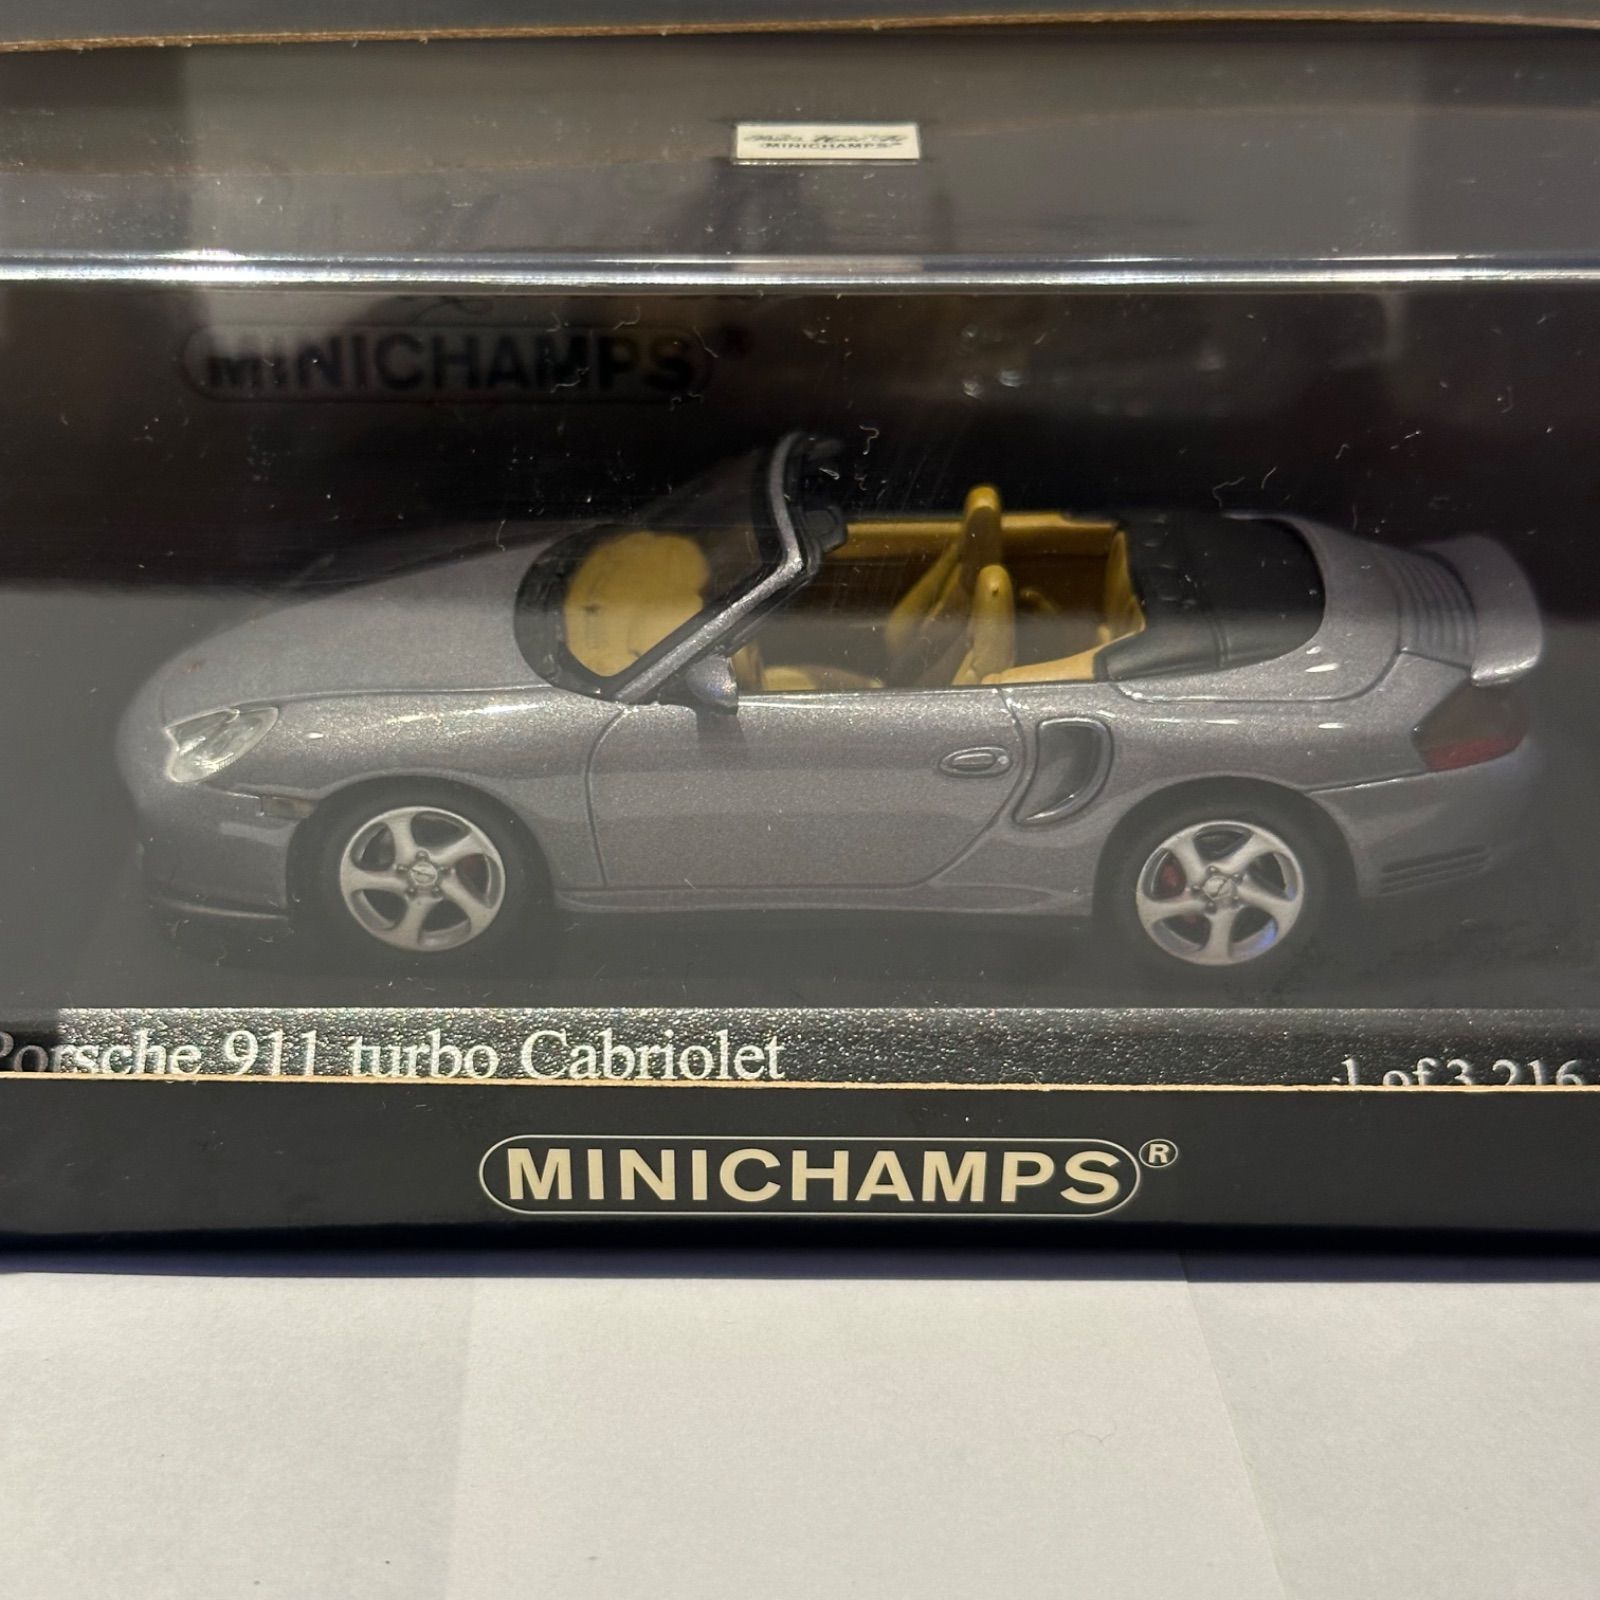 MINICHAMPS
MINICHAMPS
Porsche 911 turbo Cabriolet
1 of 3.216
MINICHAMPS®